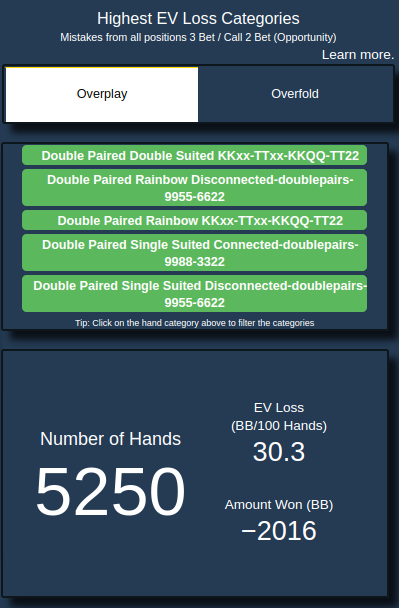 Highest EV Loss Categories
Mistakes from all positions 3 Bet / Call 2 Bet (Opportunity)
Learn more.
Overplay
Overfold
Double Paired Double Suited KKxx-TTxx-KKQQ-TT22
Double Paired Rainbow Disconnected-doublepairs-
9955-6622
Double Paired Rainbow KKxx-TTxx-KKQQ-TT22
Double Paired Single Suited Connected-doublepairs-
9988-3322
Double Paired Single Suited Disconnected-doublepairs-
9955-6622
Tip: Click on the hand category above to filter the categories
Number of Hands
5250
EV Loss
(BB/100 Hands)
30.3
Amount Won (BB)
−2016